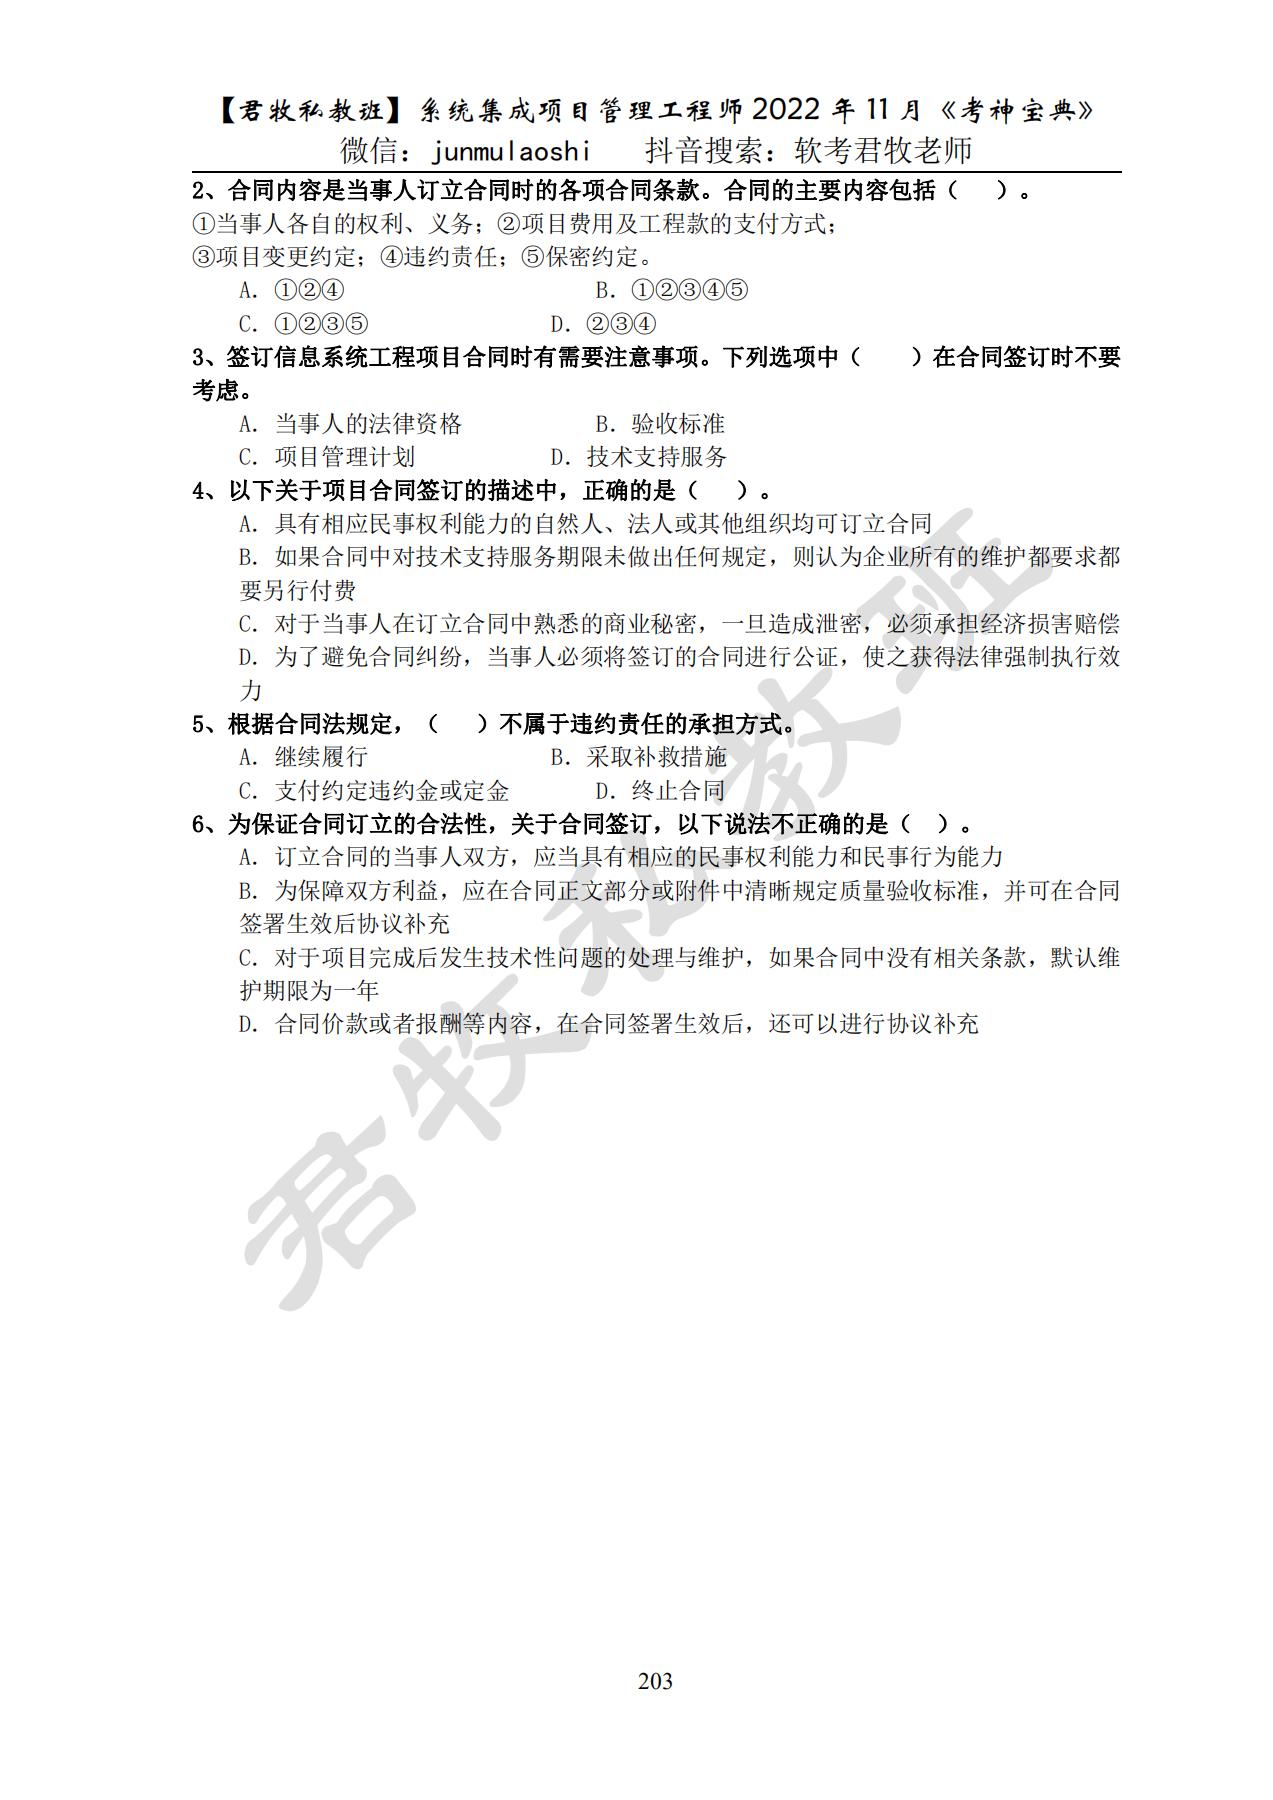 【君牧私教班】系统集成项目管理工程师 2022 年 11 月《考神宝典》
微信：junmulaoshi 抖音搜索：软考君牧老师
2、合同内容是当事人订立合同时的各项合同条款。合同的主要内容包括（ ）。
①当事人各自的权利、义务；②项目费用及工程款的支付方式；
③项目变更约定；④违约责任；⑤保密约定。
A. ①②④ B. ①②③④⑤
C. ①②③⑤ D. ②③④
3、签订信息系统工程项目合同时有需要注意事项。下列选项中（ ）在合同签订时不要
考虑。
A. 当事人的法律资格 B. 验收标准
C. 项目管理计划 D. 技术支持服务
4、以下关于项目合同签订的描述中，正确的是（ ）。
A. 具有相应民事权利能力的自然人、法人或其他组织均可订立合同
B. 如果合同中对技术支持服务期限未做出任何规定，则认为企业所有的维护都要求都
要另行付费
C. 对于当事人在订立合同中熟悉的商业秘密，一旦造成泄密，必须承担经济损害赔偿
D. 为了避免合同纠纷，当事人必须将签订的合同进行公证，使之获得法律强制执行效
力
5、根据合同法规定，（ ）不属于违约责任的承担方式。
A. 继续履行 B. 采取补救措施
C. 支付约定违约金或定金 D. 终止合同
6、为保证合同订立的合法性，关于合同签订，以下说法不正确的是（ ）。
A. 订立合同的当事人双方，应当具有相应的民事权利能力和民事行为能力
B. 为保障双方利益，应在合同正文部分或附件中清晰规定质量验收标准，并可在合同
签署生效后协议补充
C. 对于项目完成后发生技术性问题的处理与维护，如果合同中没有相关条款，默认维
护期限为一年
D. 合同价款或者报酬等内容，在合同签署生效后，还可以进行协议补充
君牧私教班
203